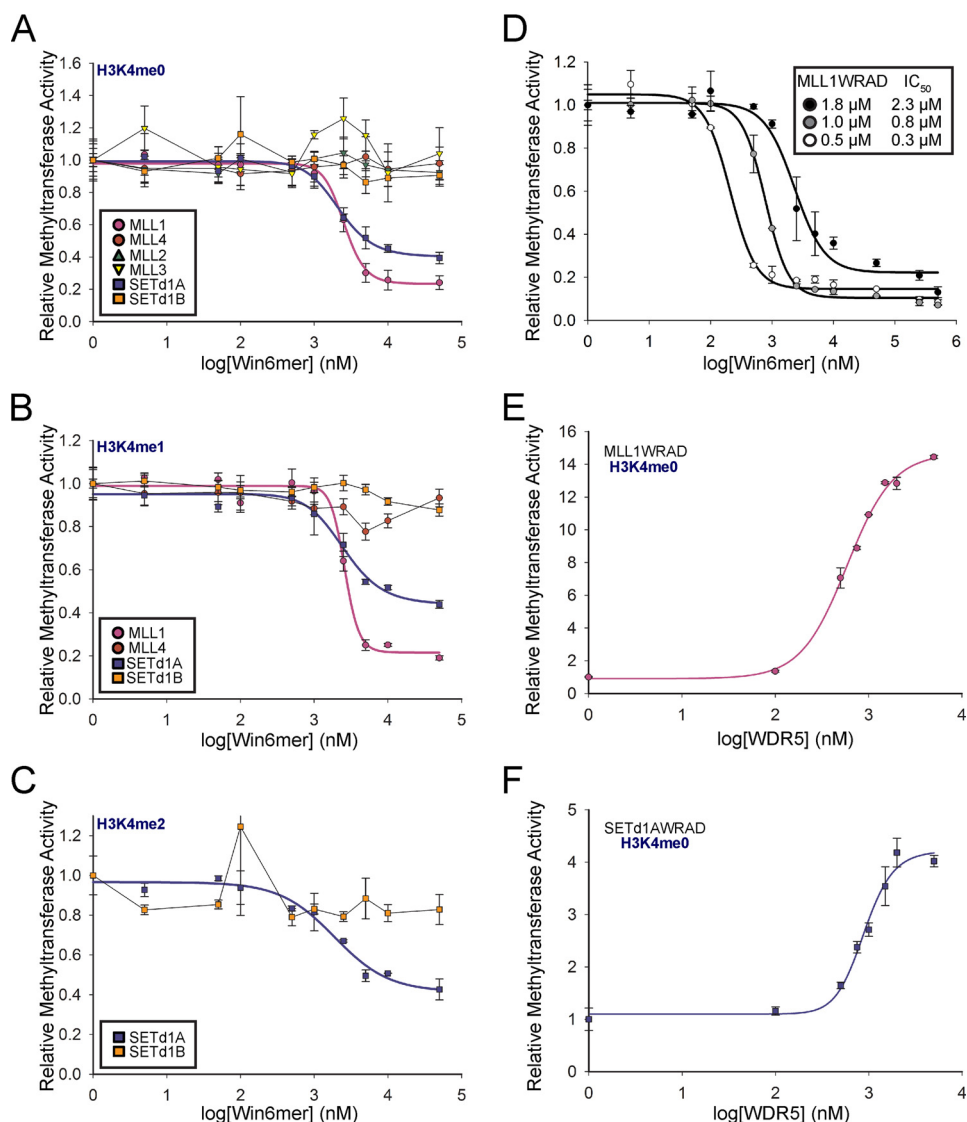 A
H3K4me0
Relative Methyltransferase Activity
1.6
1.4
1.2
1.0
0.8
0.6
0.4
0.2
0.0
MLL1
MLL4
MLL2
MLL3
SETd1A
SETd1B
0 1 2 3 4 5
log[Win6mer] (nM)
B
H3K4me1
Relative Methyltransferase Activity
1.2
1.0
0.8
0.6
0.4
0.2
0.0
MLL1
MLL4
SETd1A
SETd1B
0 1 2 3 4 5
log[Win6mer] (nM)
C
H3K4me2
Relative Methyltransferase Activity
1.2
1.0
0.8
0.6
0.4
0.2
0.0
SETd1A
SETd1B
0 1 2 3 4 5
log[Win6mer] (nM)
D
Relative Methyltransferase Activity
1.2
1.0
0.8
0.6
0.4
0.2
0.0
MLL1WRAD IC50
1.8 µM 2.3 µM
1.0 µM 0.8 µM
0.5 µM 0.3 µM
0 1 2 3 4 5 6
log[Win6mer] (nM)
E
MLL1WRAD
H3K4me0
Relative Methyltransferase Activity
16
14
12
10
8
6
4
2
0
0 1 2 3 4
log[WDR5] (nM)
F
SETd1AWRAD
H3K4me0
Relative Methyltransferase Activity
5
4
3
2
1
0
0 1 2 3 4
log[WDR5] (nM)